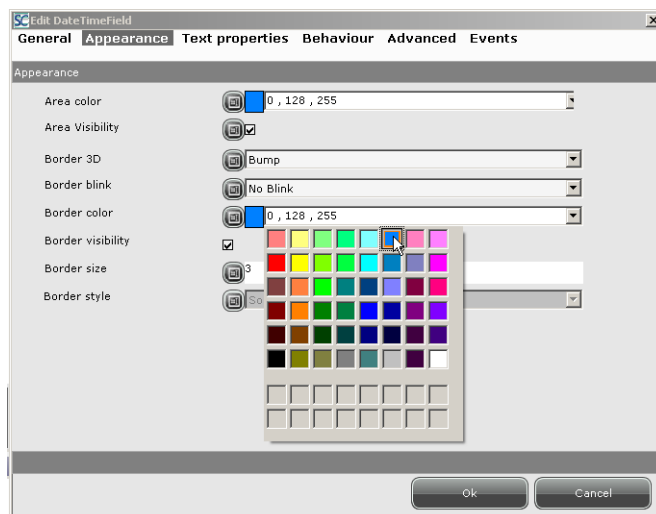 SC Edit DateTimeField
General Appearance Text properties Behaviour Advanced Events
Appearance
Area color 0 , 128 , 255
Area Visibility
Border 3D Bump
Border blink No Blink
Border color 0 , 128 , 255
Border visibility
Border size 3
Border style So
Ok Cancel